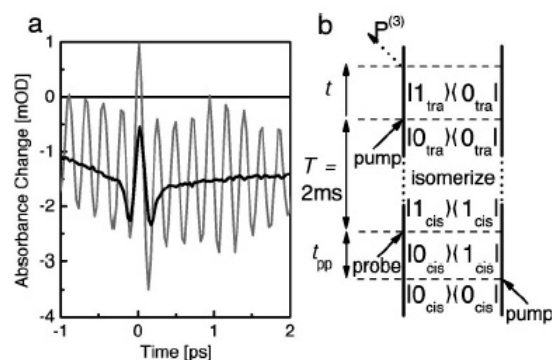 a
Absorbance Change [mOD]
1
0
-1
-2
-3
-4
-1
0
1
2
Time [ps]
b
P(3)
t
|1tra⟩⟨0tra|
|0tra⟩⟨0tra|
pump
T =
2ms
isomerize
|1cis⟩⟨1cis|
probe
tpp
|0cis⟩⟨1cis|
|0cis⟩⟨0cis|
pump